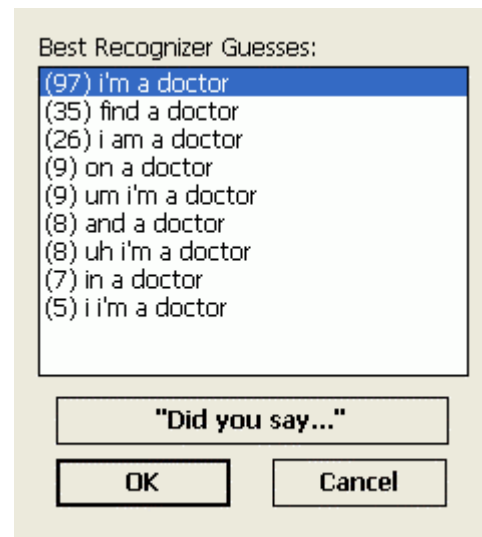 Best Recognizer Guesses:
(97) i'm a doctor
(35) find a doctor
(26) i am a doctor
(9) on a doctor
(9) um i'm a doctor
(8) and a doctor
(8) uh i'm a doctor
(7) in a doctor
(5) i i'm a doctor
"Did you say..."
OK Cancel